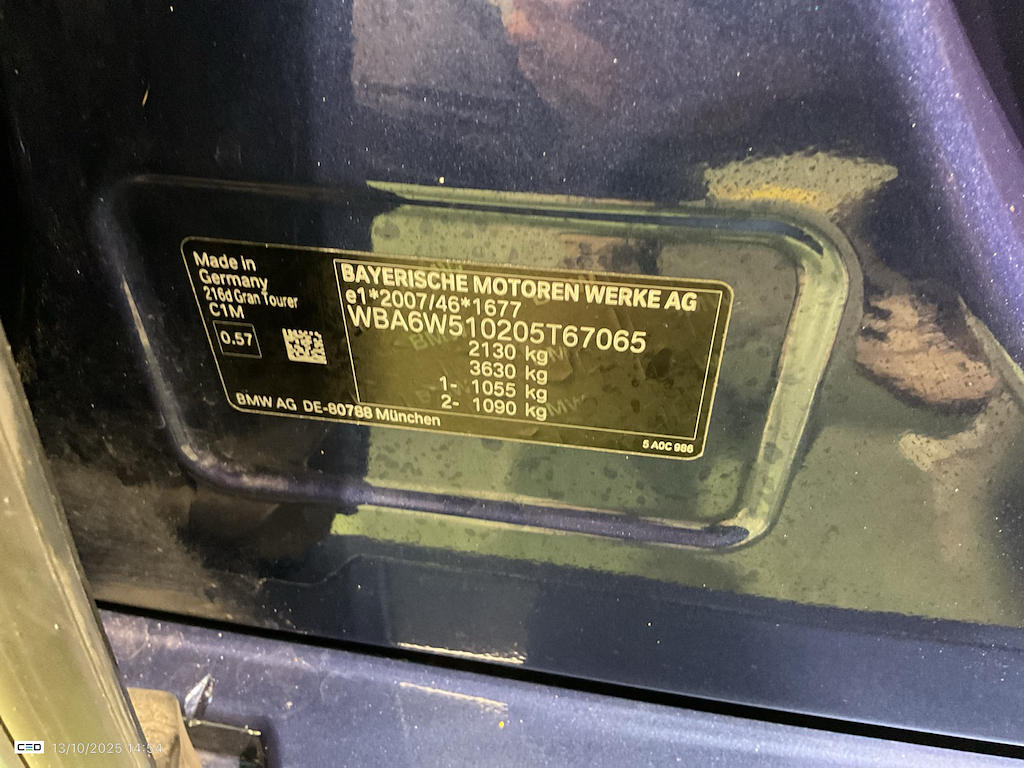 Made in
Germany
216d Gran Tourer
C1M
0.57
BAYERISCHE MOTOREN WERKE AG
e1*2007/46*1677
WBA6W510205T67065
2130 kg
3630 kg
1- 1055 kg
2- 1090 kg
BMW AG DE-80788 München
5 A0C 986
CEO 13/10/2025 14:54